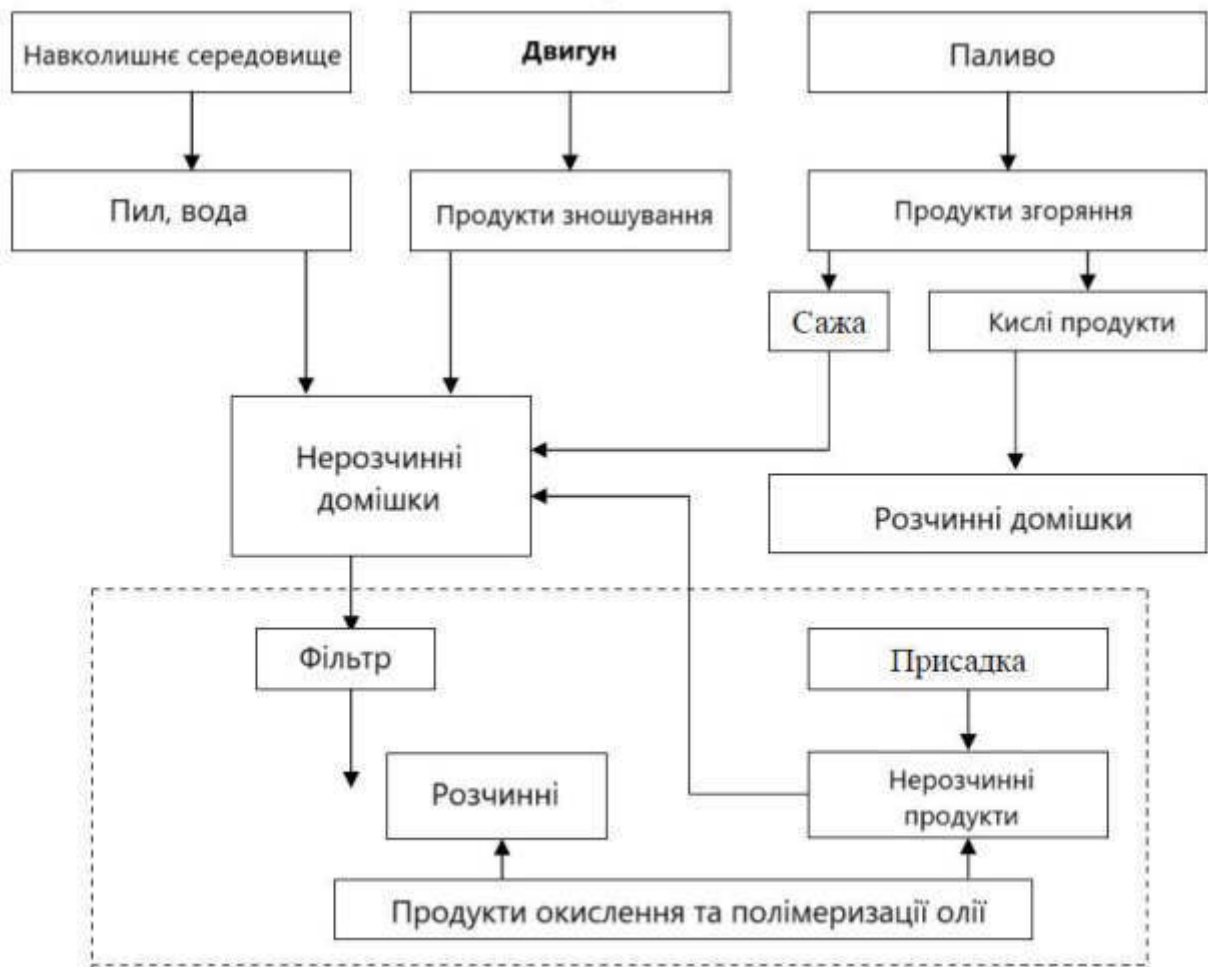 Навколишнє середовище
Двигун
Паливо
Пил, вода
Продукти зношування
Продукти згоряння
Сажа
Кислі продукти
Нерозчинні
домішки
Розчинні домішки
Фільтр
Присадка
Розчинні
Нерозчинні
продукти
Продукти окислення та полімеризації олії